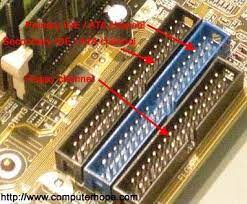 Primary IDE / ATA channel
Secondary IDE / ATA channel
Floppy channel
http://www.computerhope.com